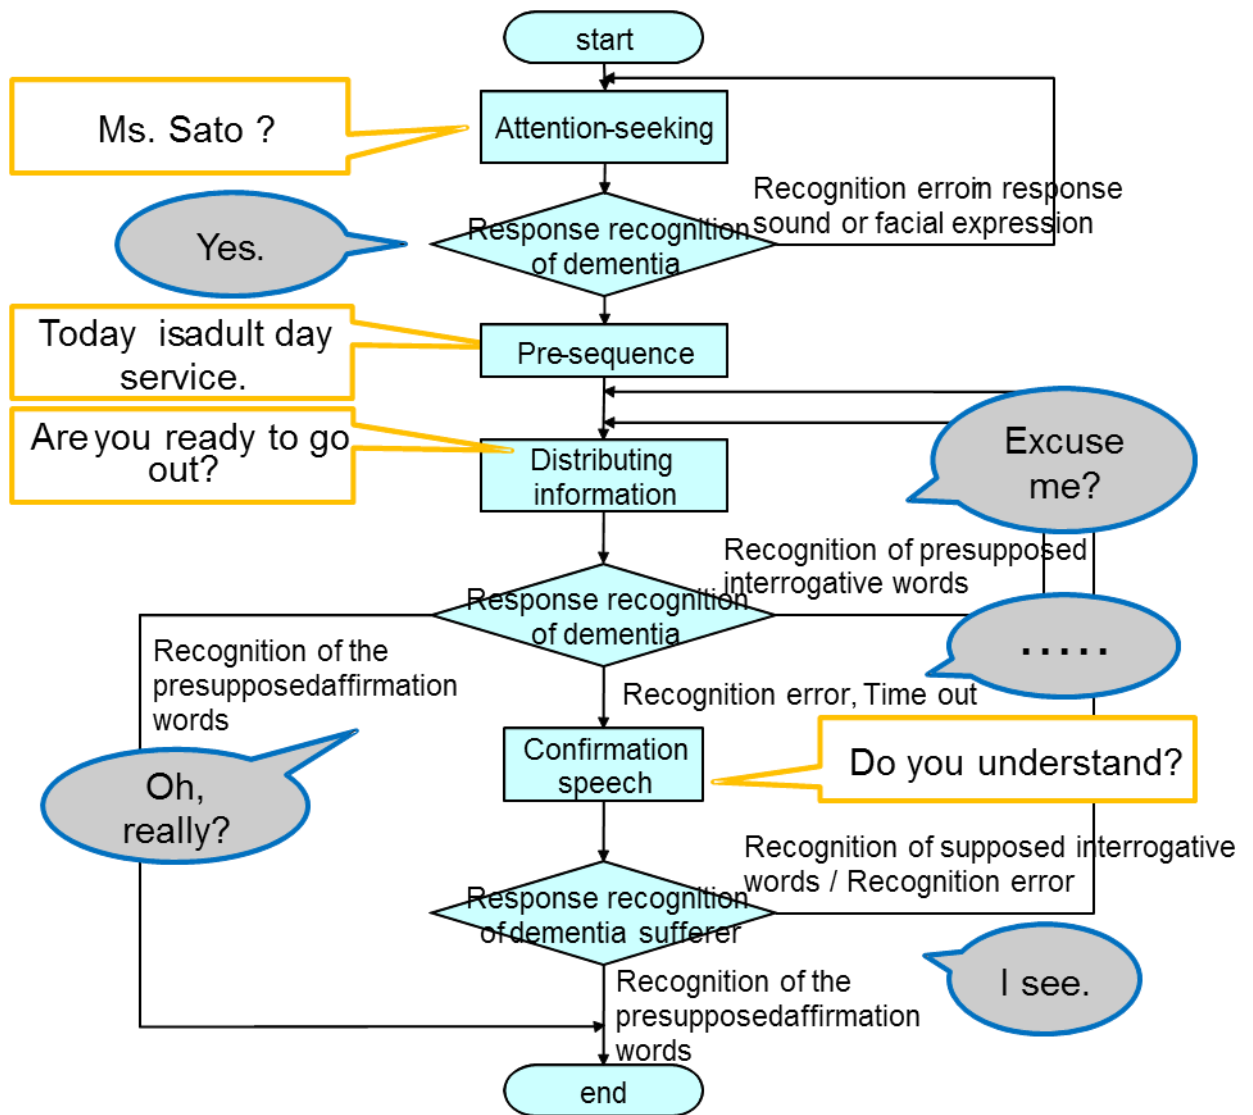 start
Ms. Sato ?
Attention-seeking
Recognition erroin response
sound or facial expression
Response recognition
of dementia
Yes.
Today isadult day
service.
Pre-sequence
Are you ready to go
out?
Distributing
information
Excuse
me?
Recognition of presupposed
interrogative words
Response recognition
of dementia
.....
Recognition of the
presupposedaffirmation
words
Recognition error, Time out
Confirmation
speech
Do you understand?
Oh,
really?
Recognition of supposed interrogative
words / Recognition error
Response recognition
of dementia sufferer
I see.
Recognition of the
presupposedaffirmation
words
end